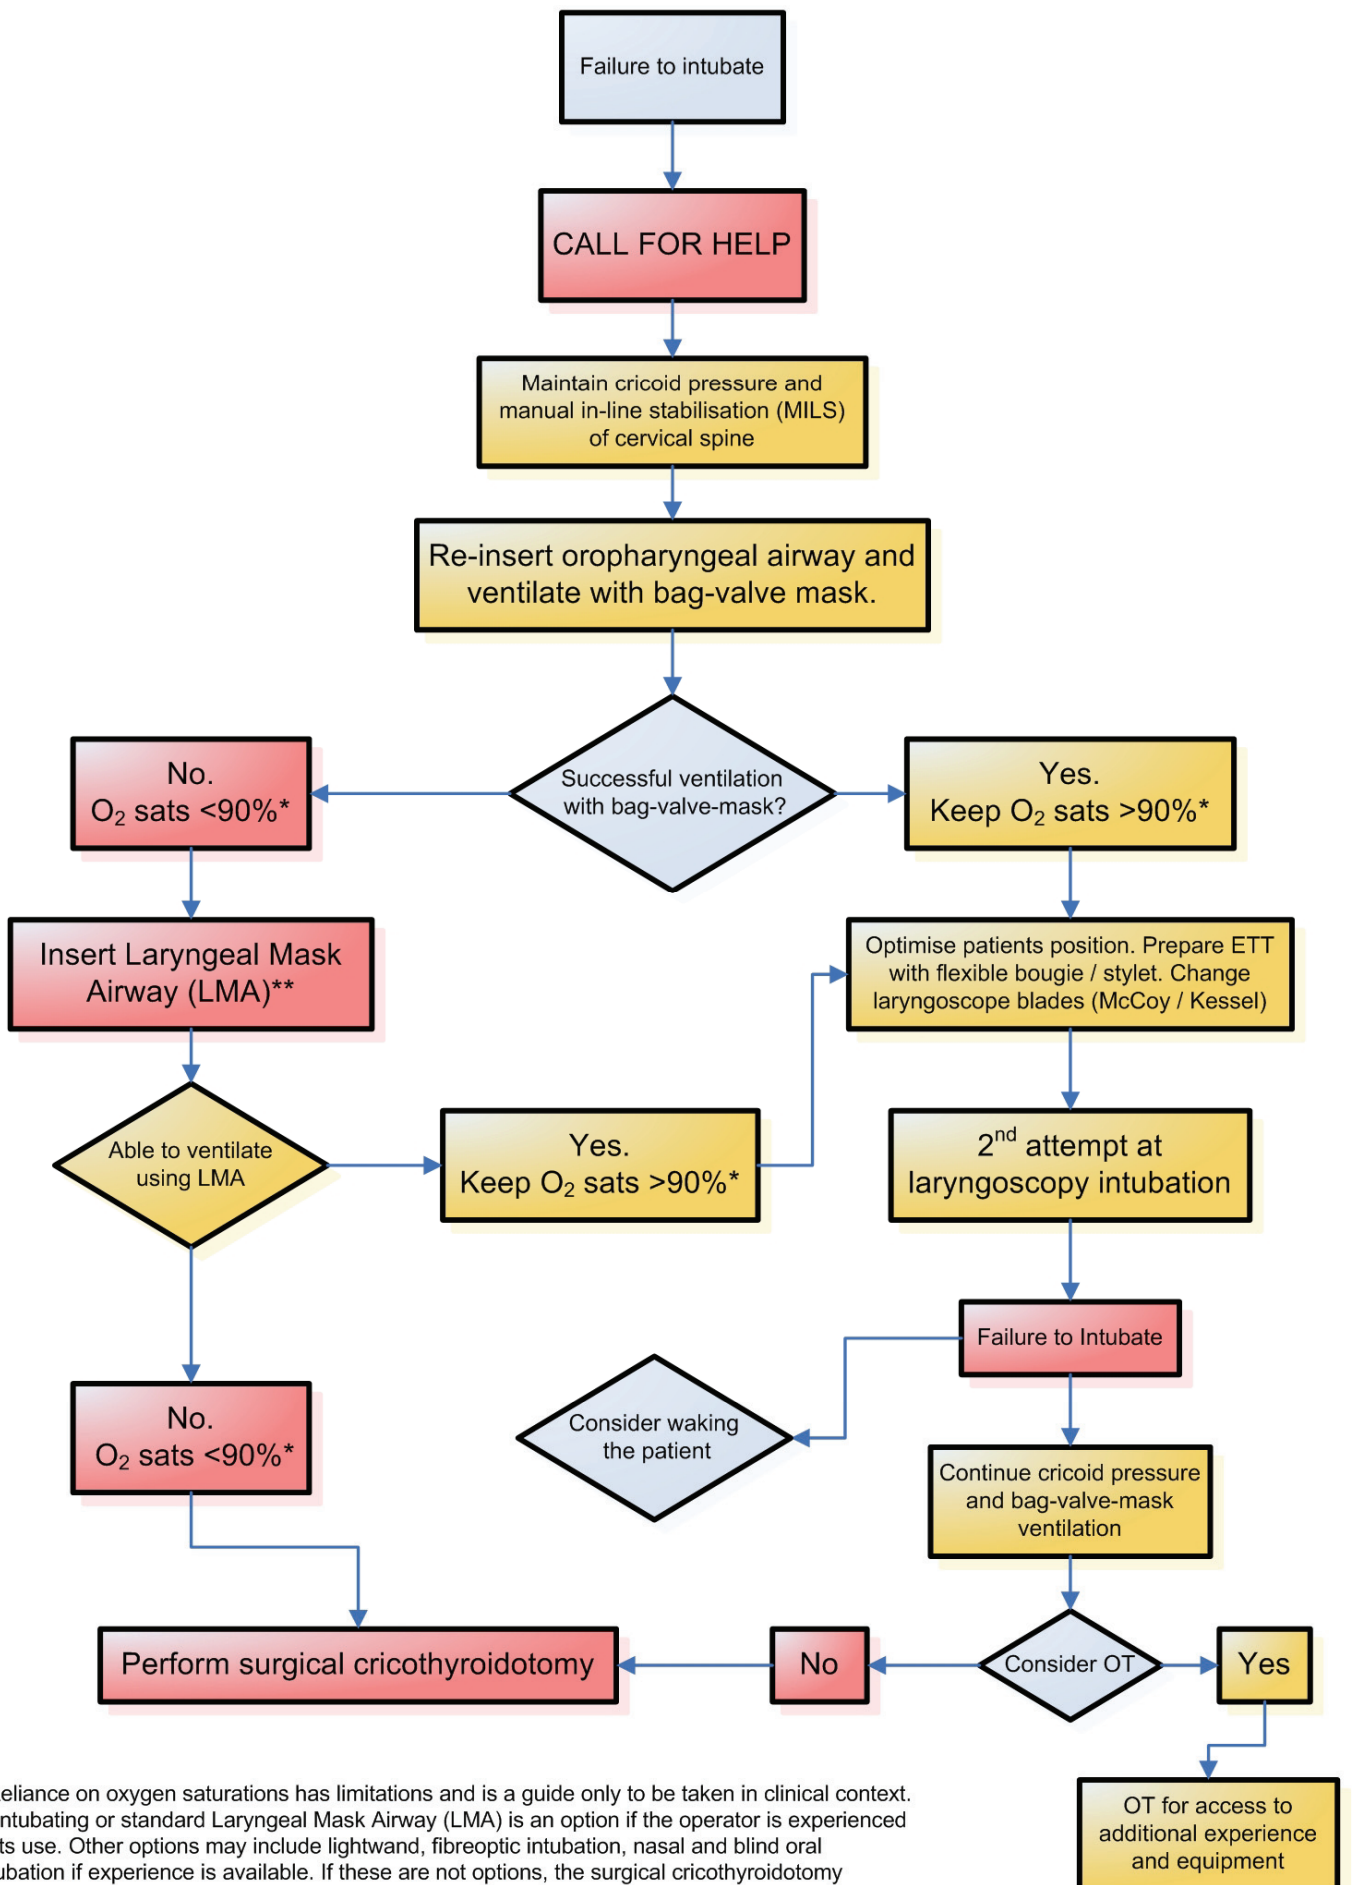 Failure to intubate
CALL FOR HELP
Maintain cricoid pressure and
manual in-line stabilisation (MILS)
of cervical spine
Re-insert oropharyngeal airway and
ventilate with bag-valve mask.
Successful ventilation
with bag-valve-mask?
No.
O₂ sats <90%*
Yes.
Keep O₂ sats >90%*
Insert Laryngeal Mask
Airway (LMA)**
Optimise patients position. Prepare ETT
with flexible bougie / stylet. Change
laryngoscope blades (McCoy / Kessel)
Able to ventilate
using LMA
Yes.
Keep O₂ sats >90%*
2nd attempt at
laryngoscopy intubation
Failure to Intubate
Consider waking
the patient
No.
O₂ sats <90%*
Continue cricoid pressure
and bag-valve-mask
ventilation
Perform surgical cricothyroidotomy
No
Consider OT
Yes
OT for access to
additional experience
and equipment
on oxygen saturations has limitations and is a guide only to be taken in clinical context.
or standard Laryngeal Mask Airway (LMA) is an option if the operator is experienced
use. Other options may include lightwand, fibreoptic intubation, nasal and blind oral
if experience is available. If these are not options, the surgical cricothyroidotomy